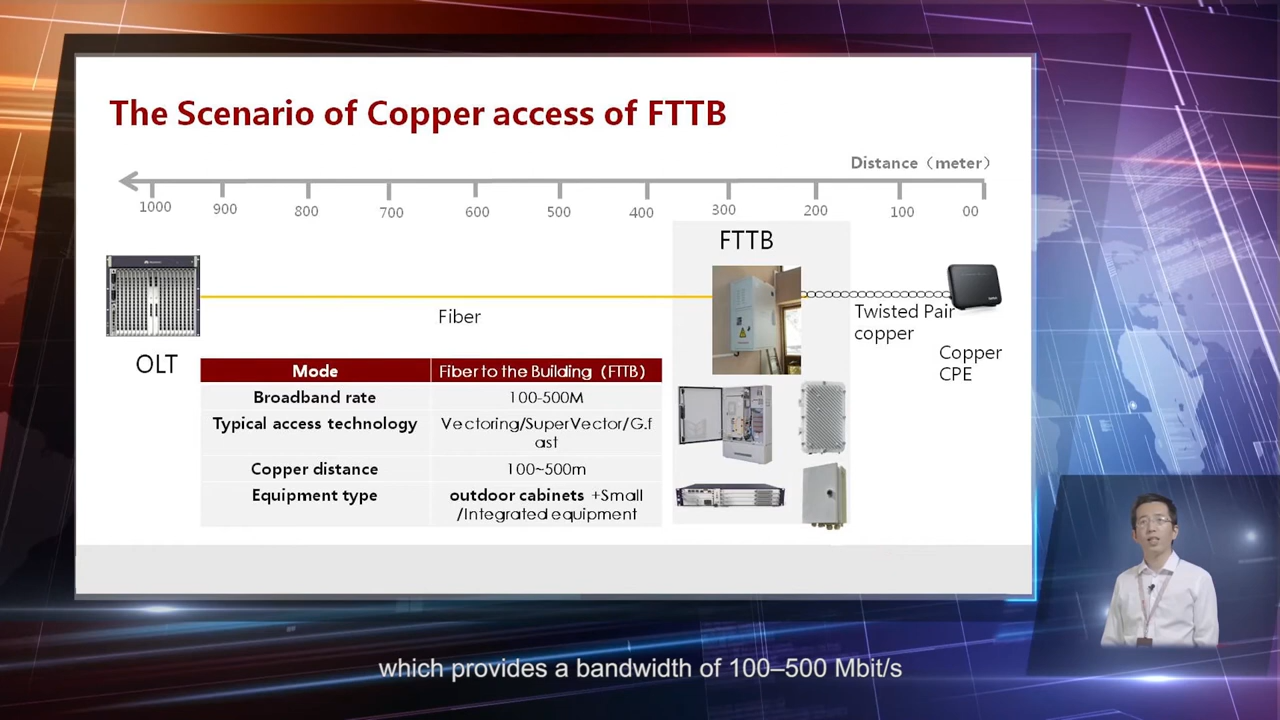 The Scenario of Copper access of FTTB
Distance（meter）
1000 900 800 700 600 500 400 300 200 100 00
FTTB
Fiber
Twisted Pair
copper
OLT
Copper
CPE
Mode Fiber to the Building（FTTB）
Broadband rate 100-500M
Typical access technology Vectoring/SuperVector/G.f
ast
Copper distance 100~500m
Equipment type outdoor cabinets +Small
/Integrated equipment
which provides a bandwidth of 100–500 Mbit/s